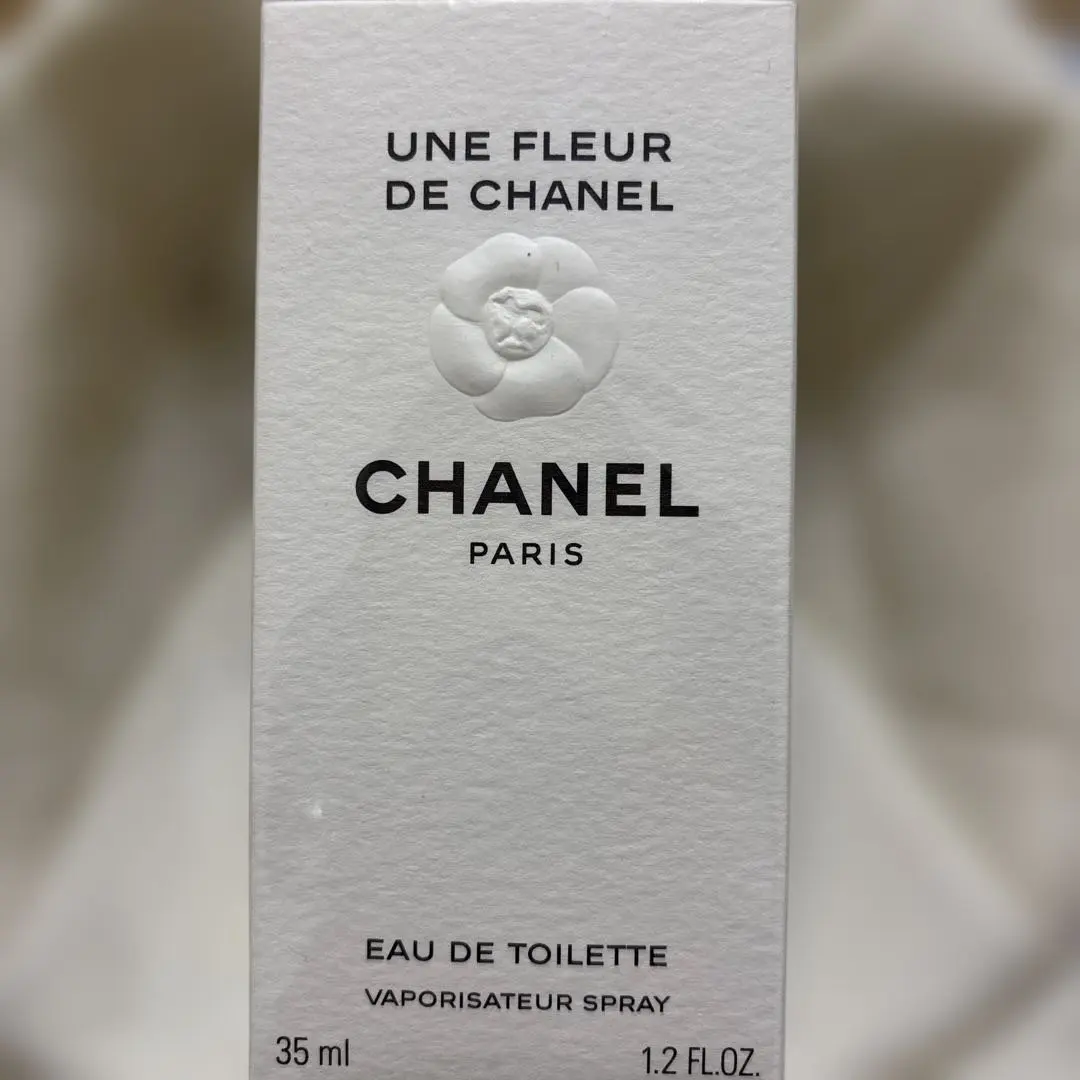 UNE FLEUR
DE CHANEL
CHANEL
PARIS
EAU DE TOILETTE
VAPORISATEUR SPRAY
35 ml
1.2 FL.OZ.